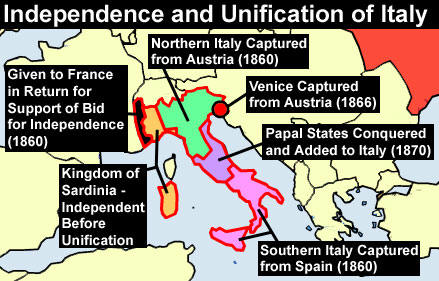 Independence and Unification of Italy
Northern Italy Captured
from Austria (1860)
Given to France
in Return for
Support of Bid
for Independence
(1860)
Venice Captured
from Austria (1866)
Papal States Conquered
and Added to Italy (1870)
Kingdom of
Sardinia -
Independent
Before
Unification
Southern Italy Captured
from Spain (1860)